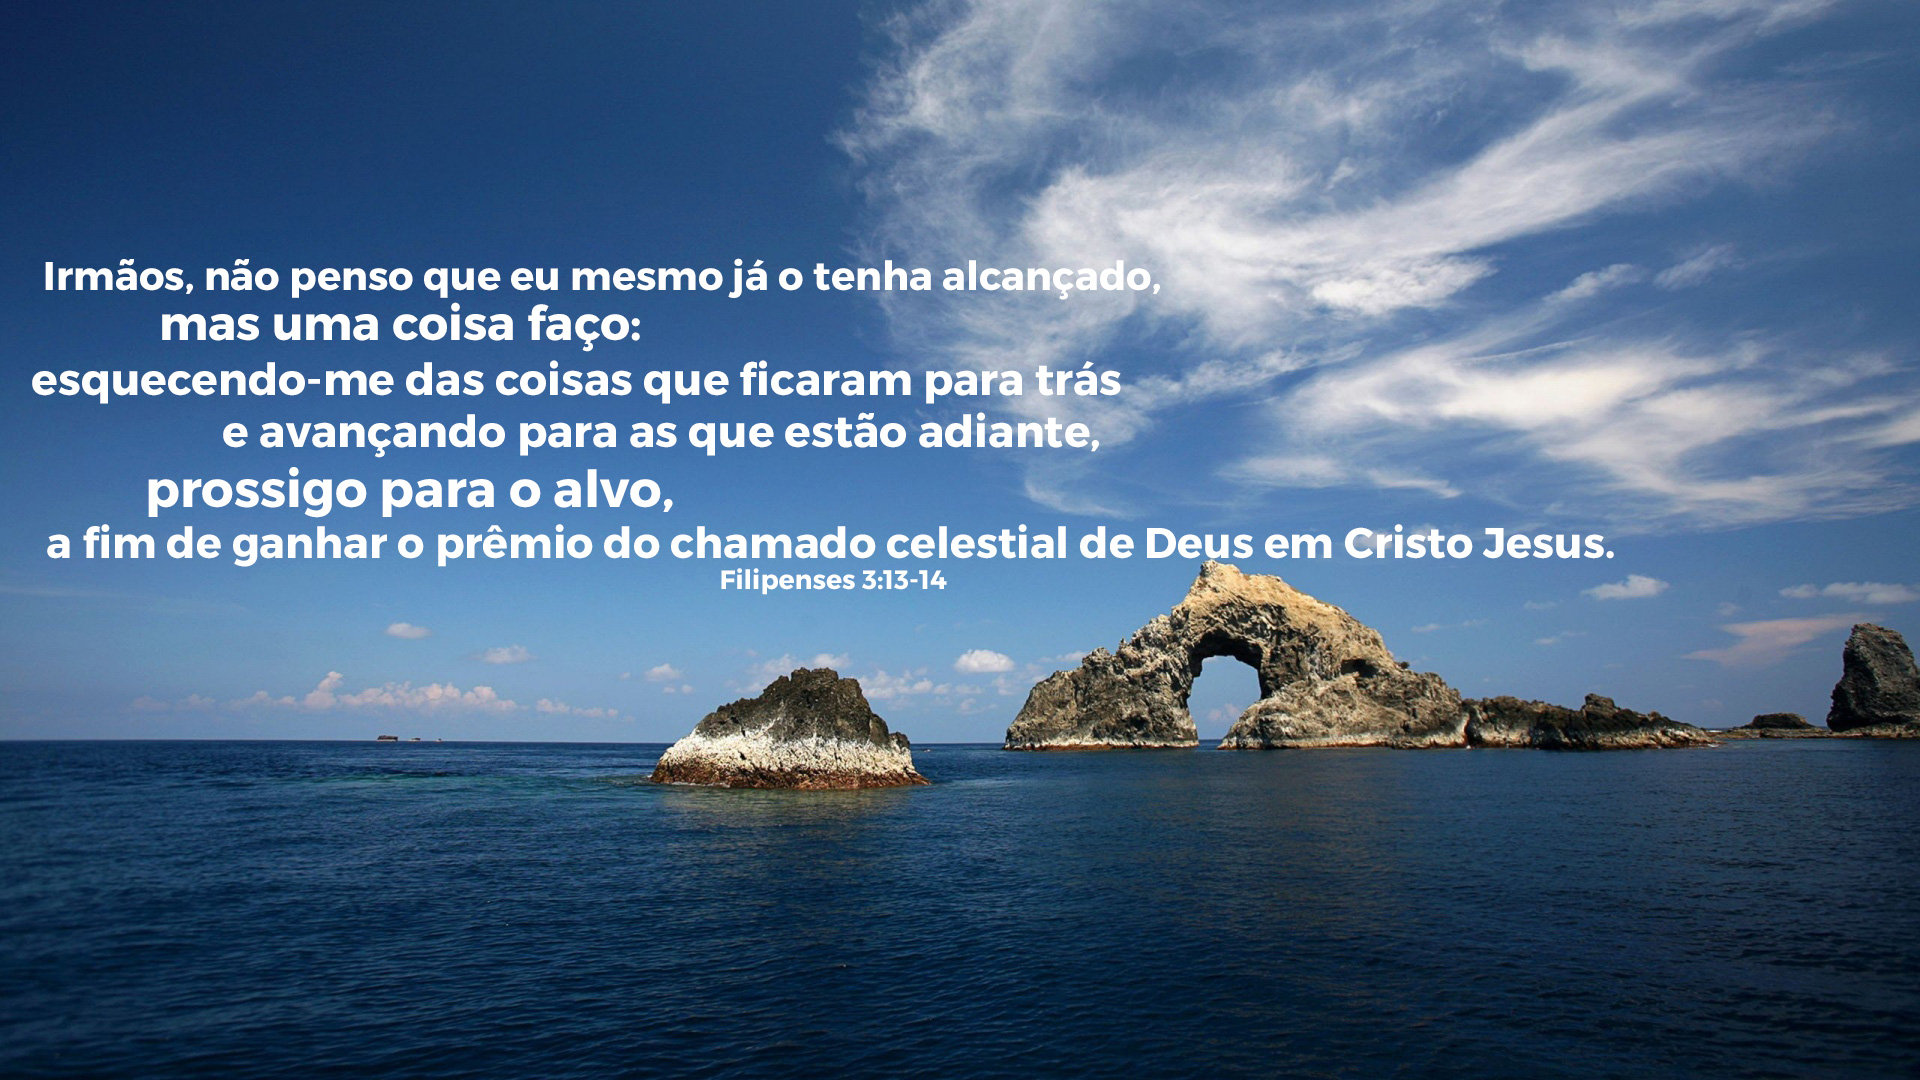 Irmãos, não penso que eu mesmo já o tenha alcançado,
mas uma coisa faço:
esquecendo-me das coisas que ficaram para trás
e avançando para as que estão adiante,
prossigo para o alvo,
a fim de ganhar o prêmio do chamado celestial de Deus em Cristo Jesus.
Filipenses 3:13-14